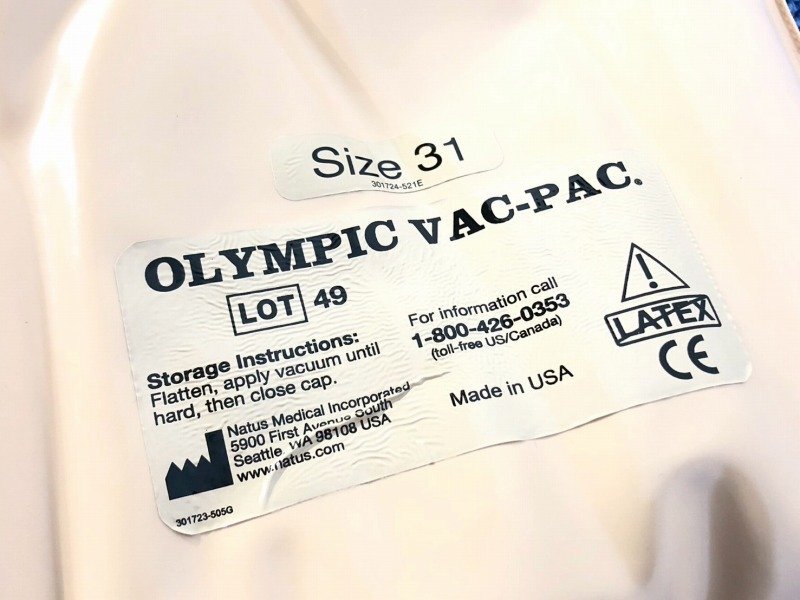 Size 31
301724-521E
OLYMPIC VAC-PAC®
LOT 49
Storage Instructions:
Flatten, apply vacuum until
hard, then close cap.
For information call
1-800-426-0353
(toll-free US/Canada)
LATEX
CE
Made in USA
Natus Medical Incorporated
5900 First Avenue South
Seattle, WA 98108 USA
www.natus.com
301723-505G